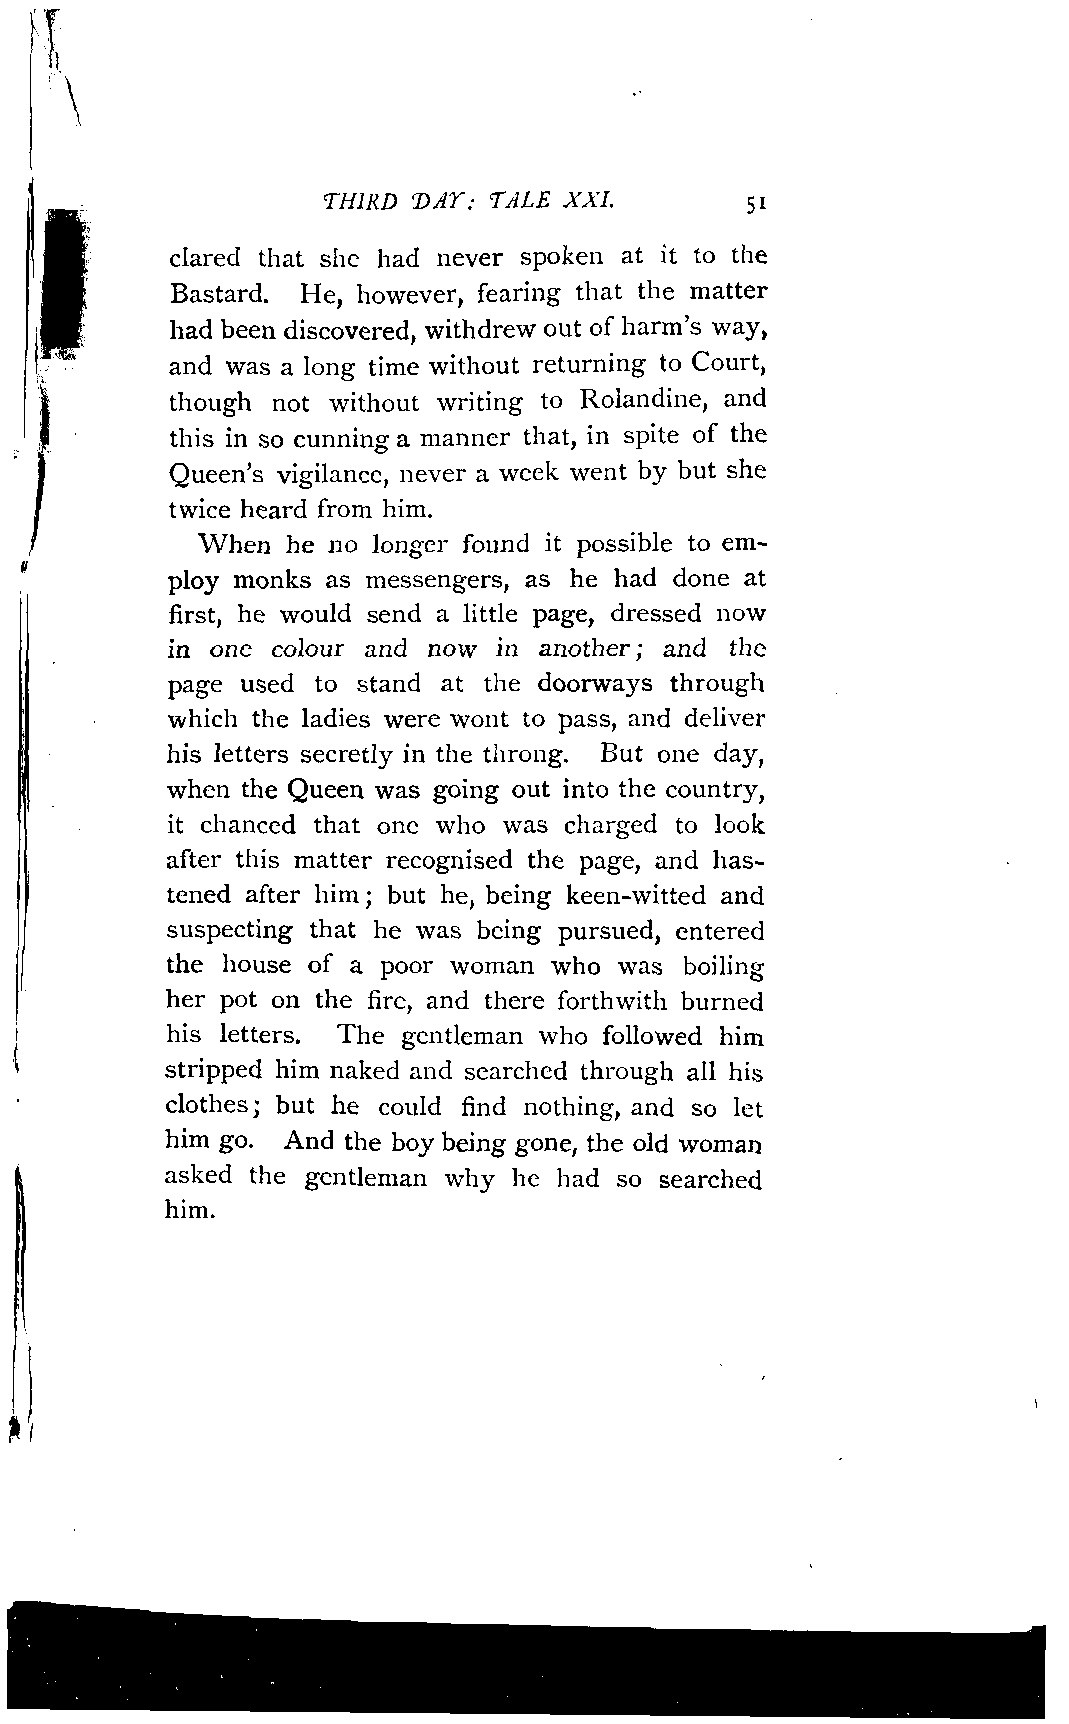 THIRD DAY: TALE XXI. 51
clared that she had never spoken at it to the
Bastard. He, however, fearing that the matter
had been discovered, withdrew out of harm's way,
and was a long time without returning to Court,
though not without writing to Rolandine, and
this in so cunning a manner that, in spite of the
Queen's vigilance, never a week went by but she
twice heard from him.
When he no longer found it possible to em-
ploy monks as messengers, as he had done at
first, he would send a little page, dressed now
in one colour and now in another; and the
page used to stand at the doorways through
which the ladies were wont to pass, and deliver
his letters secretly in the throng. But one day,
when the Queen was going out into the country,
it chanced that one who was charged to look
after this matter recognised the page, and has-
tened after him; but he, being keen-witted and
suspecting that he was being pursued, entered
the house of a poor woman who was boiling
her pot on the fire, and there forthwith burned
his letters. The gentleman who followed him
stripped him naked and searched through all his
clothes; but he could find nothing, and so let
him go. And the boy being gone, the old woman
asked the gentleman why he had so searched
him.